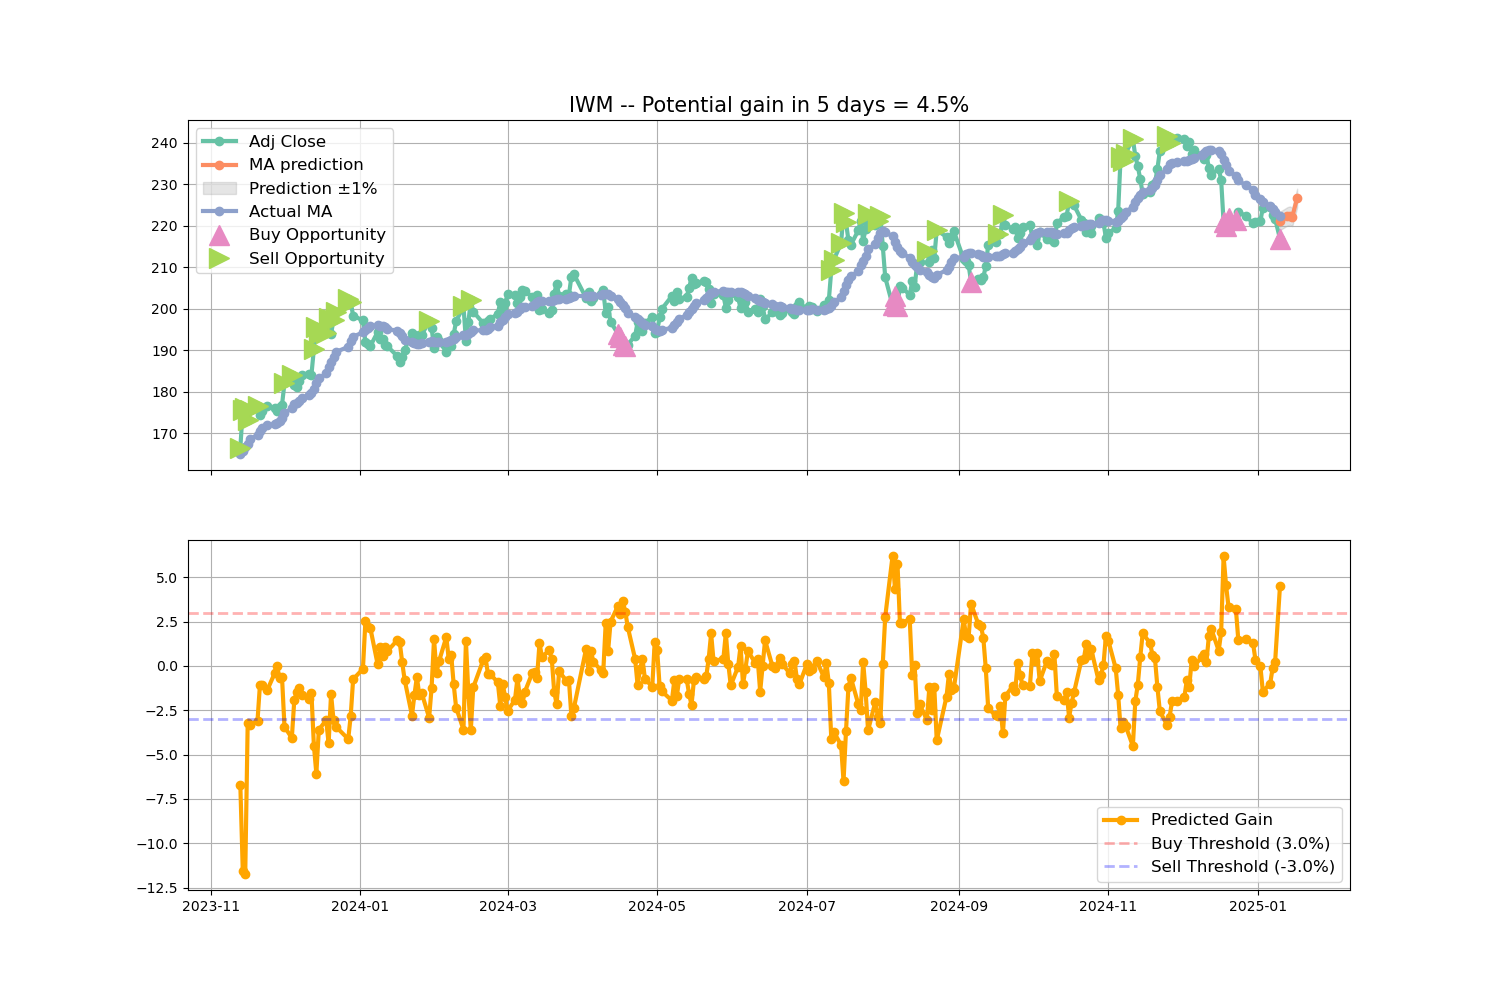 IWM -- Potential gain in 5 days = 4.5%
240
230
220
210
200
190
180
170
Adj Close
MA prediction
Prediction ±1%
Actual MA
Buy Opportunity
Sell Opportunity
5.0
2.5
0.0
−2.5
−5.0
−7.5
−10.0
−12.5
Predicted Gain
Buy Threshold (3.0%)
Sell Threshold (-3.0%)
2023-11 2024-01 2024-03 2024-05 2024-07 2024-09 2024-11 2025-01